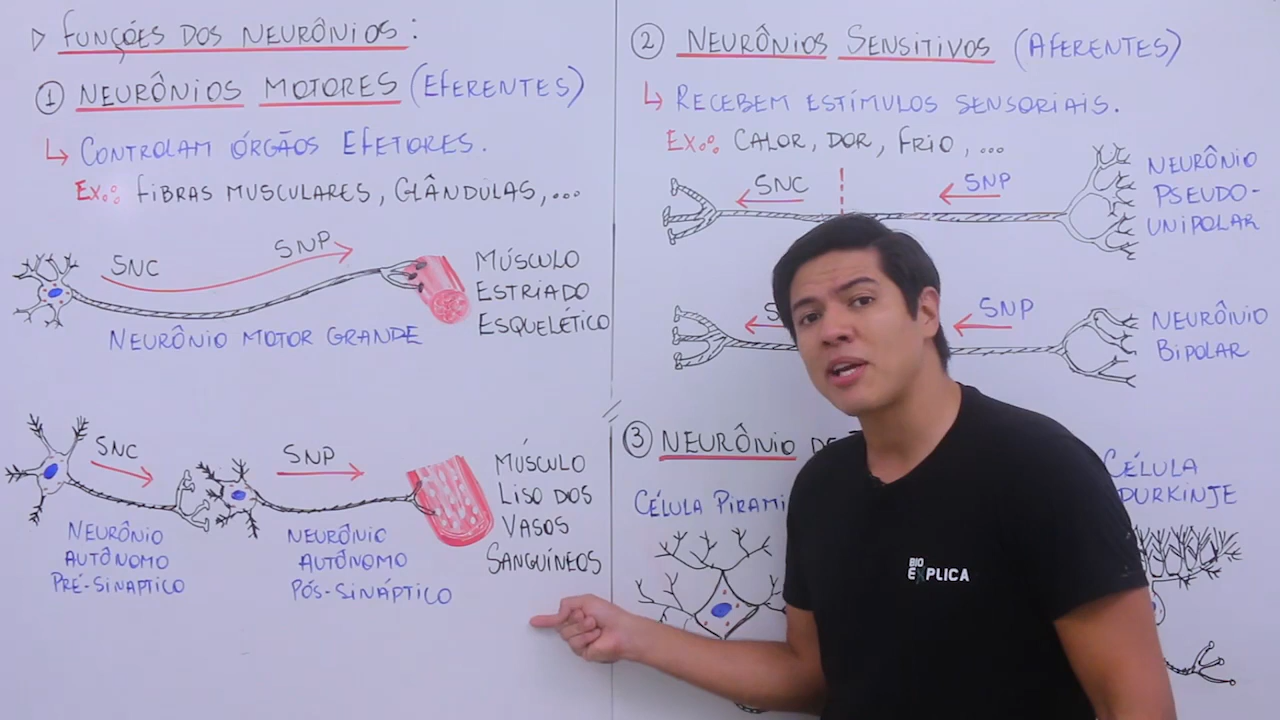 ▷ FUNÇÕES DOS NEURÔNIOS:
① NEURÔNIOS MOTORES (EFERENTES)
↳ CONTROLAM ÓRGÃOS EFETORES.
Ex.: FIBRAS MUSCULARES, GLÂNDULAS, ...
SNC
SNP
NEURÔNIO MOTOR GRANDE
MÚSCULO
ESTRIADO
ESQUELÉTICO
SNC
SNP
NEURÔNIO
AUTÔNOMO
PRÉ-SINAPTICO
NEURÔNIO
AUTÔNOMO
PÓS-SINÁPTICO
MÚSCULO
LISO DOS
VASOS
SANGUÍNEOS
② NEURÔNIOS SENSITIVOS (AFERENTES)
↳ RECEBEM ESTÍMULOS SENSORIAIS.
Ex.: CALOR, DOR, FRIO, ...
SNC
SNP
NEURÔNIO
PSEUDO-
UNIPOLAR
SNP
NEURÔNIO
BIPOLAR
③ NEURÔNIO
CÉLULA
CÉLULA
BIO
EXPLICA